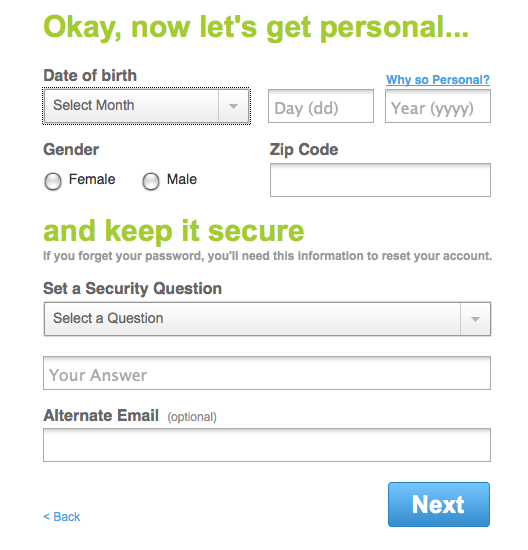 Okay, now let's get personal...
Date of birth
Why so Personal?
Select Month
Day (dd)
Year (yyyy)
Gender
Zip Code
Female
Male
and keep it secure
If you forget your password, you'll need this information to reset your account.
Set a Security Question
Select a Question
Your Answer
Alternate Email (optional)
Next
< Back